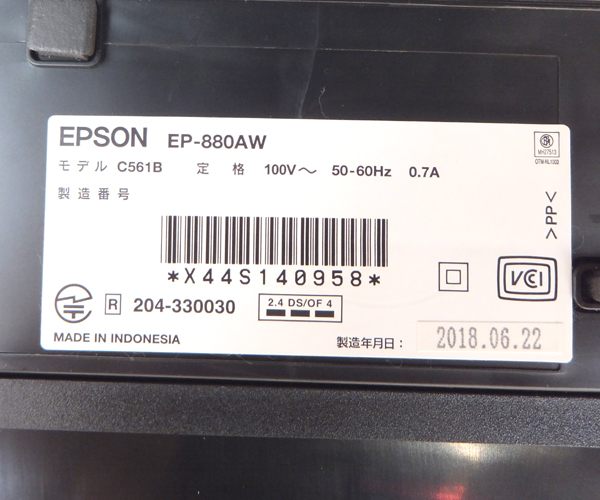 EPSON EP-880AW
モデル C561B 定格 100V～ 50-60Hz 0.7A
製造番号
*X44S140958*
R 204-330030 2.4 DS/OF 4
MADE IN INDONESIA
製造年月日： 2018.06.22
VCI
>PP<